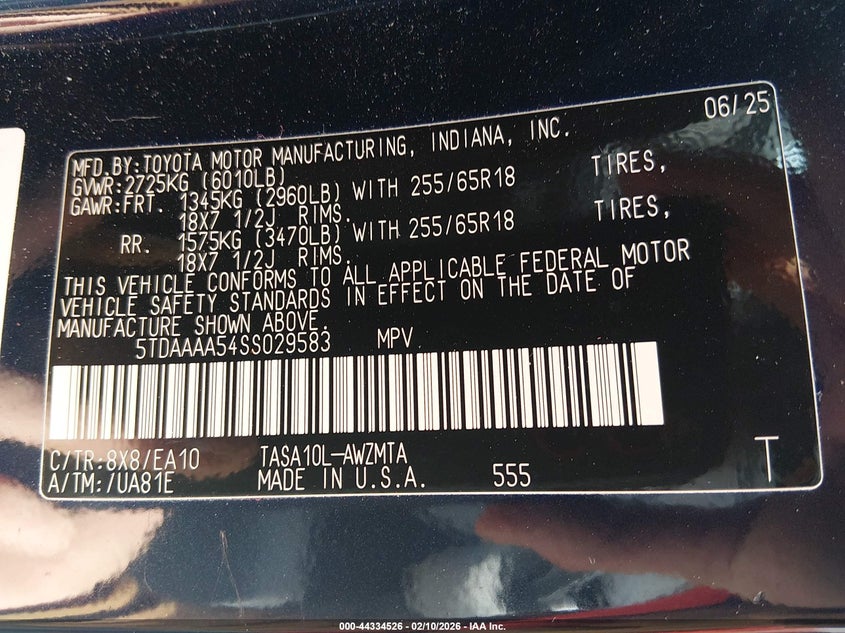 06/25
MFD.BY:TOYOTA MOTOR MANUFACTURING, INDIANA, INC.
GVWR:2725KG (6010LB)
GAWR:FRT. 1345KG (2960LB) WITH 255/65R18 TIRES,
18X7 1/2J RIMS.
RR. 1575KG (3470LB) WITH 255/65R18 TIRES,
18X7 1/2J RIMS.
THIS VEHICLE CONFORMS TO ALL APPLICABLE FEDERAL MOTOR
VEHICLE SAFETY STANDARDS IN EFFECT ON THE DATE OF
MANUFACTURE SHOWN ABOVE.
5TDAAAA54SS029583 MPV
C/TR:8X8/EA10 TASA10L-AWZMTA
A/TM:/UA81E MADE IN U.S.A. 555 T
000-44334526 - 02/10/2026 - IAA Inc.